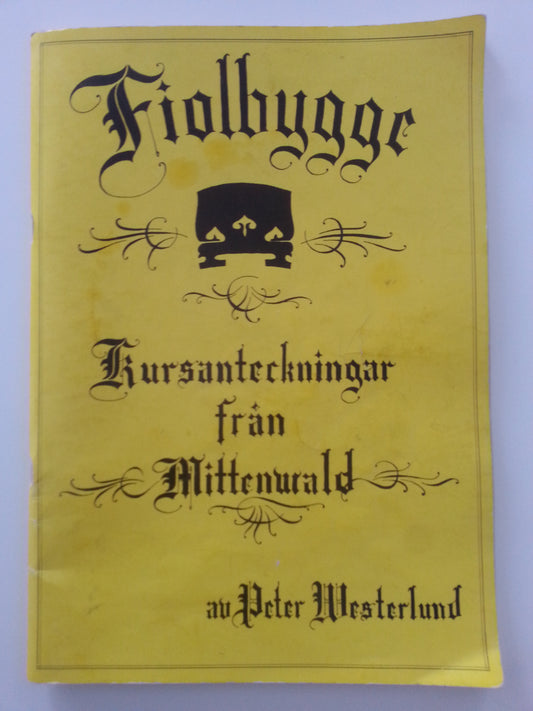 Fiolbygge
Kursanteckningar
från
Mittenwald
av Peter Westerlund